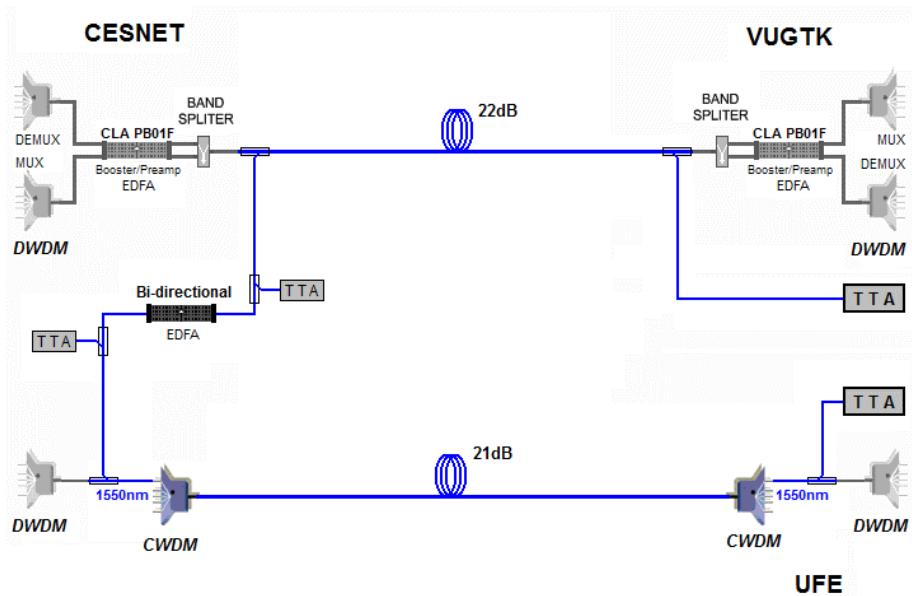 CESNET
VUGTK
BAND
SPLITER
22dB
BAND
SPLITER
DEMUX
CLA PB01F
CLA PB01F
MUX
MUX
Booster/Preamp
EDFA
Booster/Preamp
EDFA
DEMUX
DWDM
DWDM
Bi-directional
TTA
TTA
EDFA
TTA
TTA
21dB
1550nm
1550nm
DWDM
DWDM
CWDM
CWDM
UFE